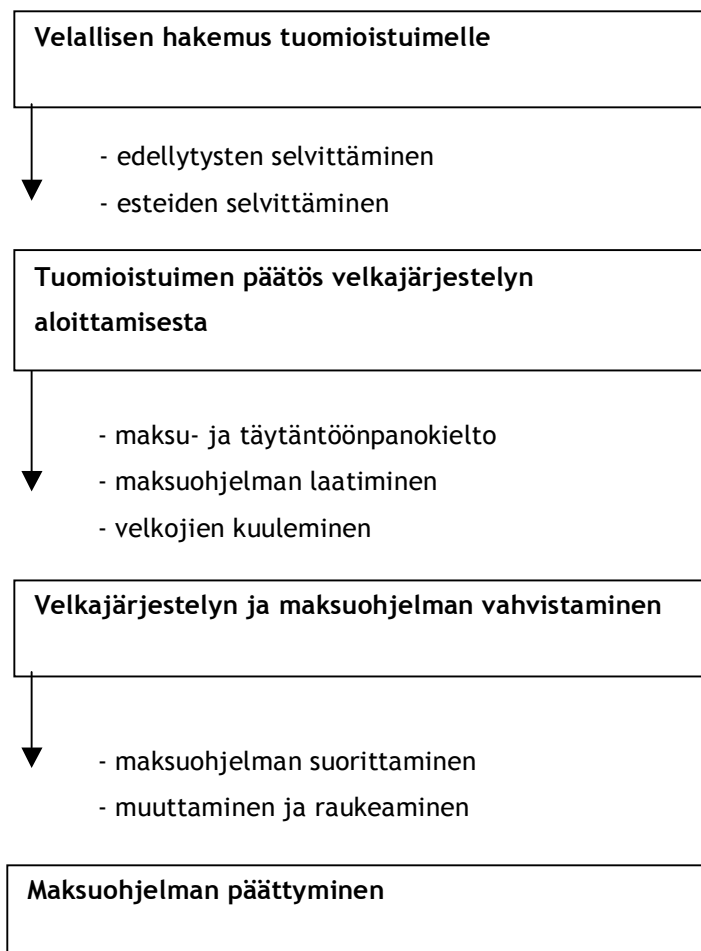 Velallisen hakemus tuomioistuimelle
- edellytysten selvittäminen
- esteiden selvittäminen
Tuomioistuimen päätös velkajärjestelyn
aloittamisesta
- maksu- ja täytäntöönpanokielto
- maksuohjelman laatiminen
- velkojien kuuleminen
Velkajärjestelyn ja maksuohjelman vahvistaminen
- maksuohjelman suorittaminen
- muuttaminen ja raukeaminen
Maksuohjelman päättyminen